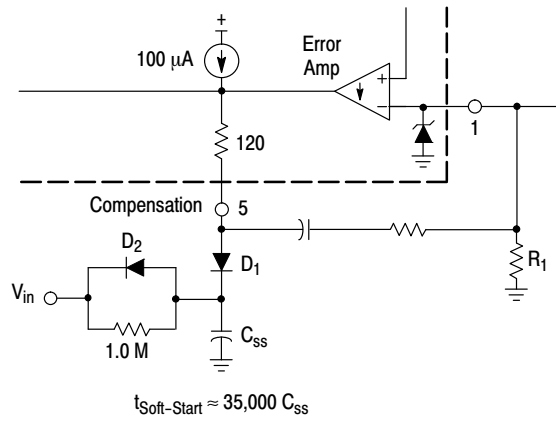 +
100 µA
Error
Amp
+
−
1
120
Compensation
5
D2
D1
Vin
R1
1.0 M
Css
tSoft−Start ≈ 35,000 Css